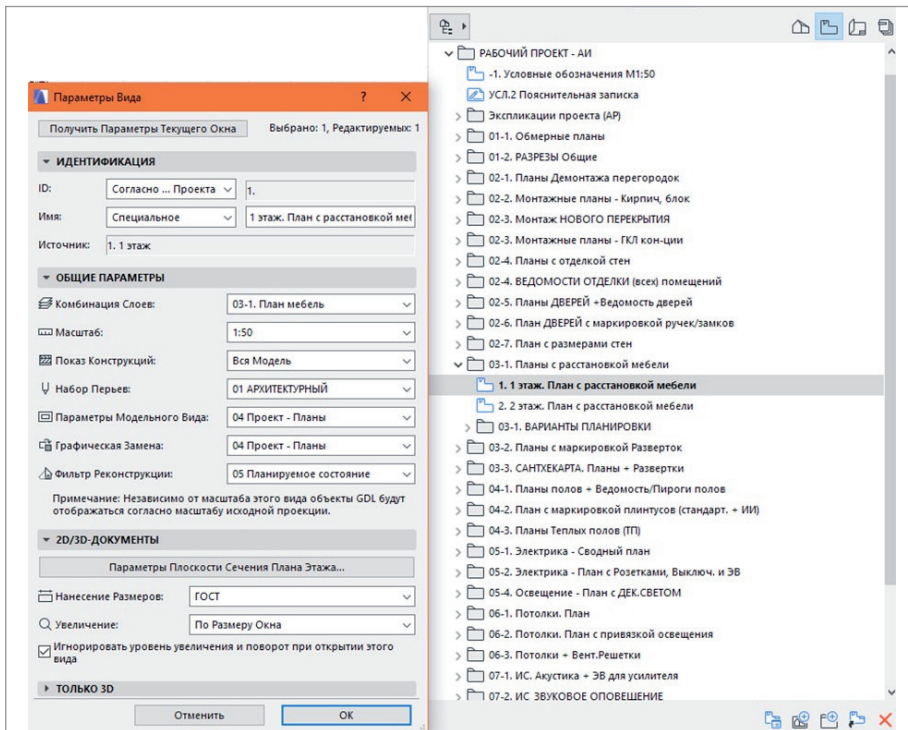 Параметры Вида
?
Получить Параметры Текущего Окна
Выбрано: 1, Редактируемых: 1
ИДЕНТИФИКАЦИЯ
ID: Согласно ... Проекта 1.
Имя: Специальное 1 этаж. План с расстановкой
Источник: 1. 1 этаж
ОБЩИЕ ПАРАМЕТРЫ
Комбинация Слоев: 03-1. План мебель
Масштаб: 1:50
Показ Конструкций: Вся Модель
Набор Перьев: 01 АРХИТЕКТУРНЫЙ
Параметры Модельного Вида: 04 Проект - Планы
Графическая Замена: 04 Проект - Планы
Фильтр Реконструкции: 05 Планируемое состояние
Примечание: Независимо от масштаба этого вида объекты GDL будут
отображаться согласно масштабу исходной проекции.
2D/3D-ДОКУМЕНТЫ
Параметры Плоскости Сечения Плана Этажа...
Нанесение Размеров: ГОСТ
Увеличение: По Размеру Окна
Игнорировать уровень увеличения и поворот при открытии этого
вида
ТОЛЬКО 3D
Отменить
ОК
РАБОЧИЙ ПРОЕКТ - АИ
-1. Условные обозначения М1:50
УСЛ.2 Пояснительная записка
Экспликации проекта (АР)
01-1. Обмерные планы
01-2. РАЗРЕЗЫ Общие
02-1. Планы Демонтажа перегородок
02-2. Монтажные планы - Кирпич, блок
02-3. Монтаж НОВОГО ПЕРЕКРЫТИЯ
02-3. Монтажные планы - ГКЛ кон-ции
02-4. Планы с отделкой стен
02-4. ВЕДОМОСТИ ОТДЕЛКИ (всех) помещений
02-5. Планы ДВЕРЕЙ +Ведомость дверей
02-6. План ДВЕРЕЙ с маркировкой ручек/замков
02-7. План с размерами стен
03-1. Планы с расстановкой мебели
1. 1 этаж. План с расстановкой мебели
2. 2 этаж. План с расстановкой мебели
03-1. ВАРИАНТЫ ПЛАНИРОВКИ
03-2. Планы с маркировкой Разверток
03-3. САНТХЕКАРТА. Планы + Развертки
04-1. Планы полов + Ведомость/Пироги полов
04-2. План с маркировкой плинтусов (стандарт. + ИИ)
04-3. Планы Теплых полов (ТП)
05-1. Электрика - Сводный план
05-2. Электрика - План с Розетками, Выключ. и ЭВ
05-4. Освещение - План с ДЕК.СВЕТОМ
06-1. Потолки. План
06-2. Потолки. План с привязкой освещения
06-3. Потолки + Вент.Решетки
07-1. ИС. Акустика + ЭВ для усилителя
07-2. ИС ЗВУКОВОЕ ОПОВЕШЕНИЕ